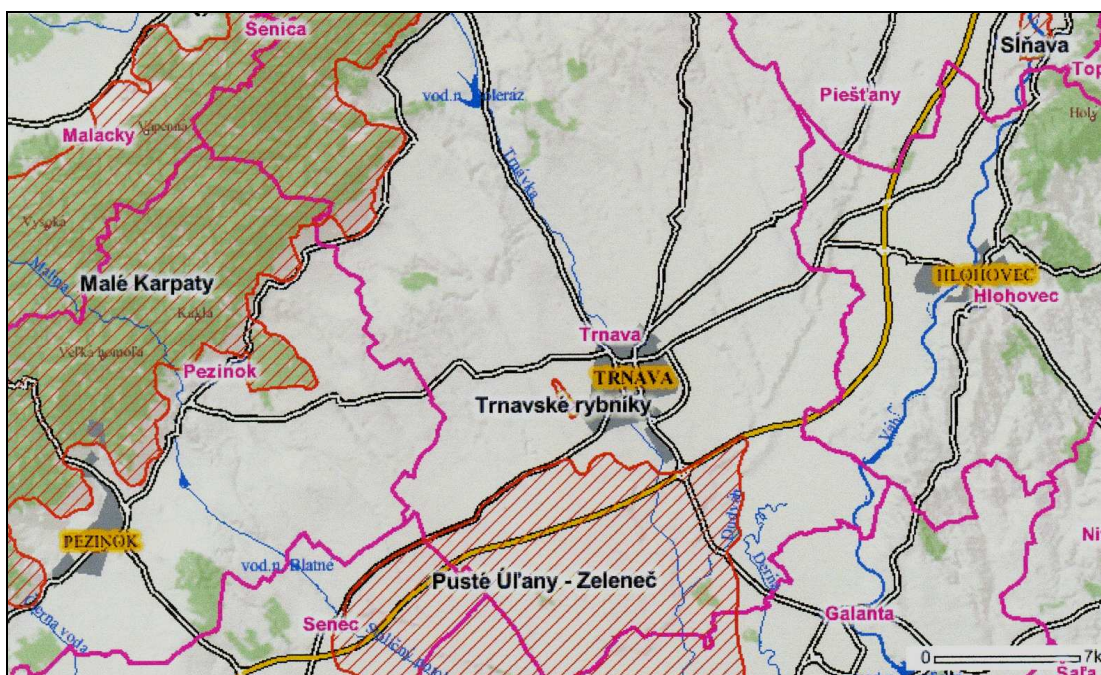 Senica
Sĺňava
Top
vod.n. Boleráz
Piešťany
Holý
Malacky
Vápenná
Trnávka
Vysoká
Malina
Malé Karpaty
HLOHOVEC
Hlohovec
Kukla
Trnava
Veľká homoľa
Pezinok
TRNAVA
Trnavské rybníky
Váh
Dudváh
PEZINOK
Ni
vod.n. Blatné
Derňa
Pusté Úľany - Zeleneč
Čierna voda
Senec
Galanta
Stoličný potok
0
7k
Šaľa